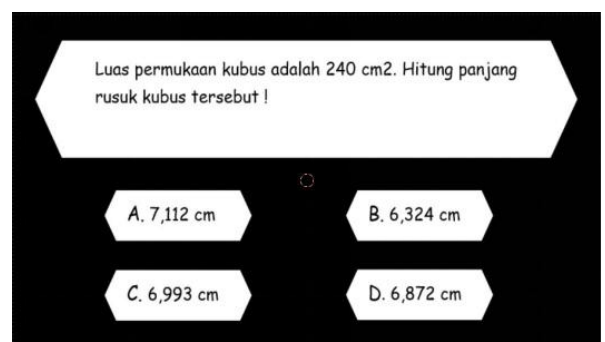 Luas permukaan kubus adalah 240 cm2. Hitung panjang
rusuk kubus tersebut !
A. 7,112 cm
B. 6,324 cm
C. 6,993 cm
D. 6,872 cm